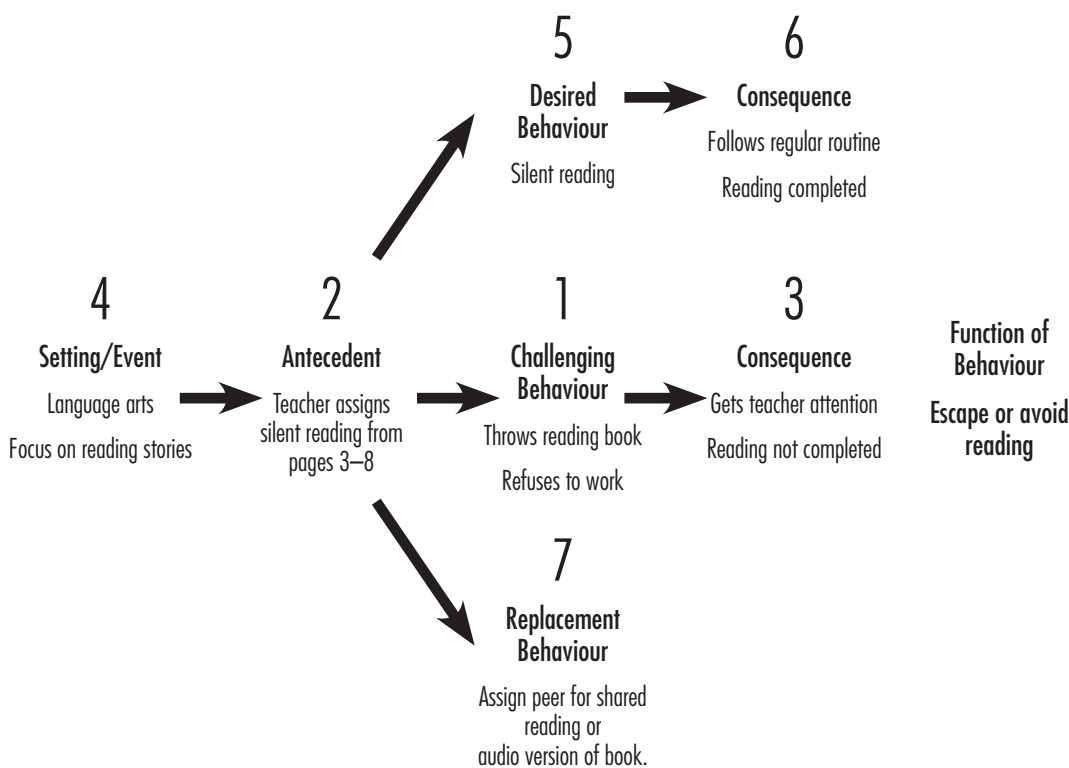 5
Desired
Behaviour
Silent reading
6
Consequence
Follows regular routine
Reading completed
4
Setting/Event
Language arts
Focus on reading stories
2
Antecedent
Teacher assigns
silent reading from
pages 3–8
1
Challenging
Behaviour
Throws reading book
Refuses to work
3
Consequence
Gets teacher attention
Reading not completed
Function of
Behaviour
Escape or avoid
reading
7
Replacement
Behaviour
Assign peer for shared
reading or
audio version of book.